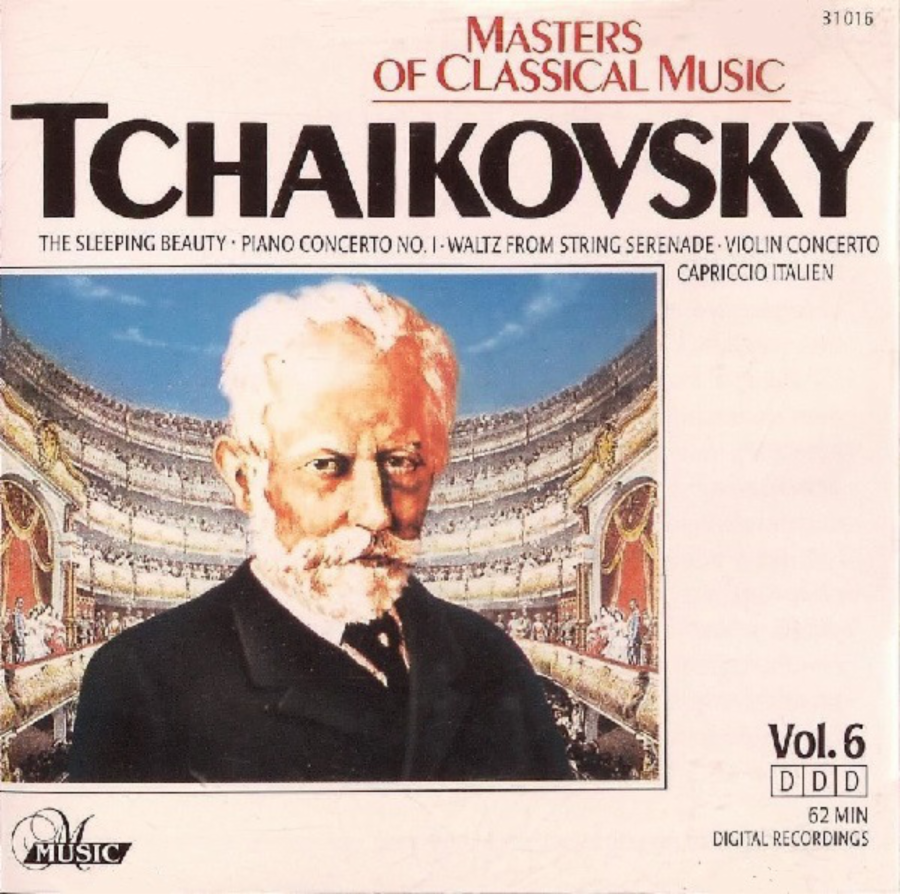 31016
MASTERS
OF CLASSICAL MUSIC
TCHAIKOVSKY
THE SLEEPING BEAUTY · PIANO CONCERTO NO. 1 · WALTZ FROM STRING SERENADE · VIOLIN CONCERTO
CAPRICCIO ITALIEN
Vol. 6
D D D
62 MIN
DIGITAL RECORDINGS
M
MUSIC